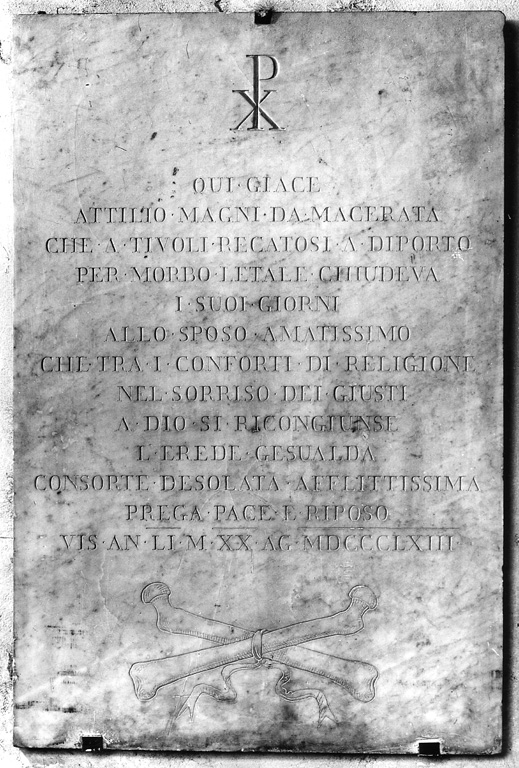 QUI·GIACE
ATTILIO·MAGNI·DA·MACERATA
CHE·A·TIVOLI·RECATOSI·A·DIPORTO
PER·MORBO·LETALE·CHIUDEVA
I·SUOI·GIORNI
ALLO·SPOSO·AMATISSIMO
CHE·TRA·I·CONFORTI·DI·RELIGIONE
NEL·SORRISO·DEI·GIUSTI
A·DIO·SI·RICONGIUNSE
L'EREDE·GESUALDA
CONSORTE·DESOLATA·AFFLITTISSIMA
PREGA·PACE·E·RIPOSO
VIS·AN·LI·M·XX·AG·MDCCCLXIII